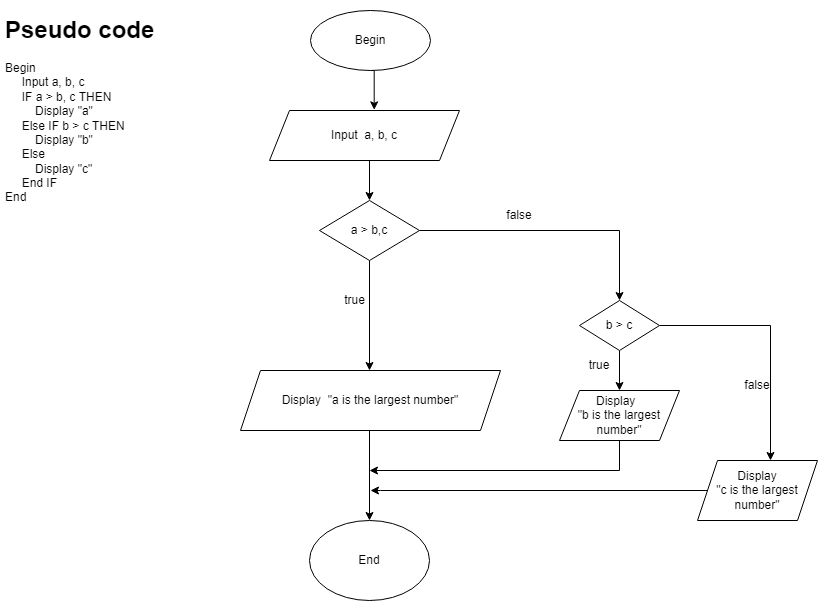 Pseudo code
Begin
Input a, b, c
IF a > b, c THEN
Display "a"
Else IF b > c THEN
Display "b"
Else
Display "c"
End IF
End
Begin
Input  a, b, c
a > b,c
false
true
b > c
true
false
Display  "a is the largest number"
Display
"b is the largest
number"
Display
"c is the largest
number"
End